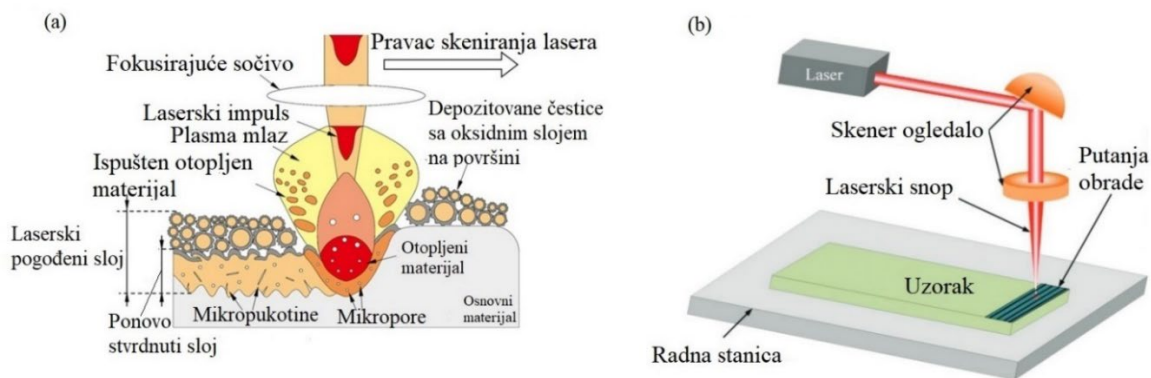 (a)
Pravac skeniranja lasera
Fokusirajuće sočivo
Laserski impuls
Plasma mlaz
Ispušten otopljen
materijal
Depozitovane čestice
sa oksidnim slojem
na površini
Laserski
pogođeni sloj
Otopljeni
materijal
Mikropukotine
Mikropore
Osnovni
materijal
Ponovo
stvrdnuti sloj
(b)
Laser
Skener ogledalo
Putanja
obrade
Laserski snop
Uzorak
Radna stanica